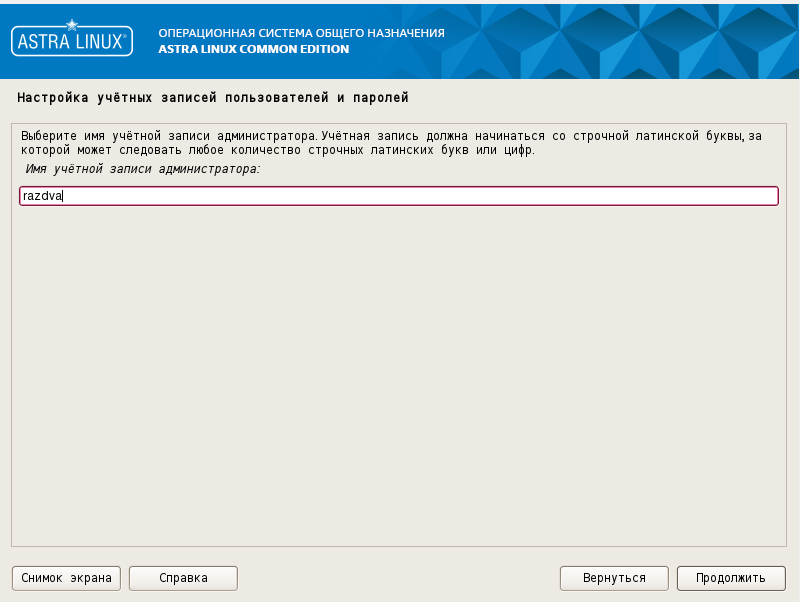 ASTRA LINUX®
ОПЕРАЦИОННАЯ СИСТЕМА ОБЩЕГО НАЗНАЧЕНИЯ
ASTRA LINUX COMMON EDITION
Настройка учётных записей пользователей и паролей
Выберите имя учётной записи администратора. Учётная запись должна начинаться со строчной латинской буквы, за
которой может следовать любое количество строчных латинских букв или цифр.
Имя учётной записи администратора:
razdva
Снимок экрана
Справка
Вернуться
Продолжить